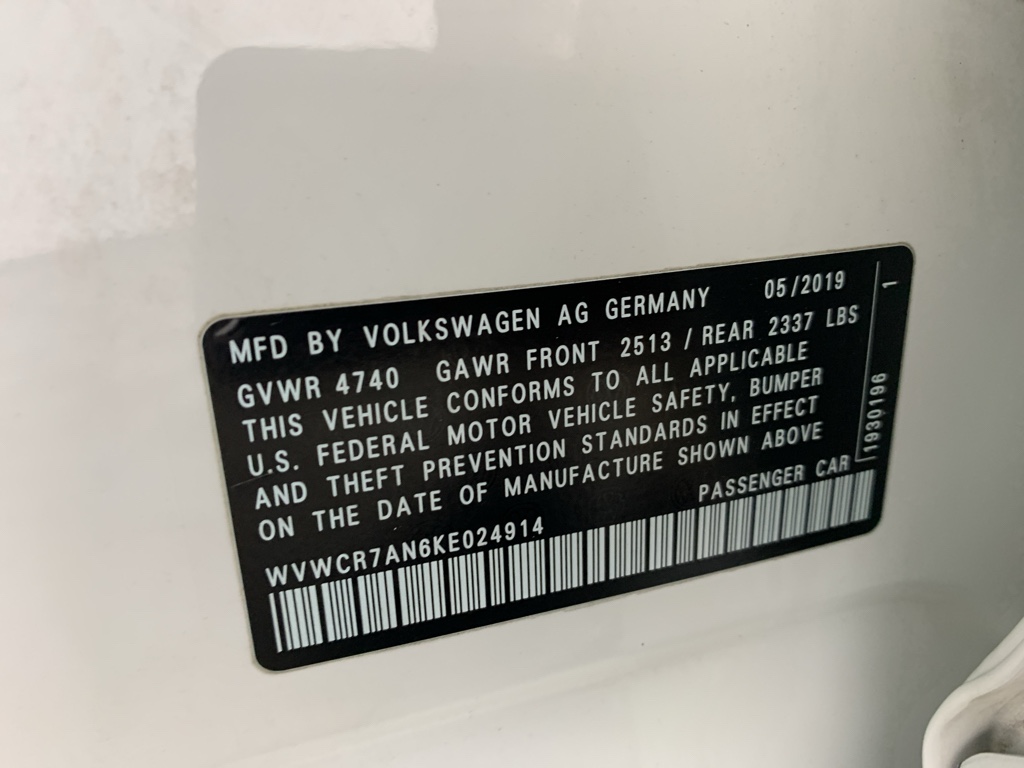 MFD BY VOLKSWAGEN AG GERMANY 05/2019
GVWR 4740 GAWR FRONT 2513 / REAR 2337 LBS
THIS VEHICLE CONFORMS TO ALL APPLICABLE
U.S. FEDERAL MOTOR VEHICLE SAFETY, BUMPER
AND THEFT PREVENTION STANDARDS IN EFFECT
ON THE DATE OF MANUFACTURE SHOWN ABOVE
WVWCR7AN6KE024914 PASSENGER CAR
1930196 1